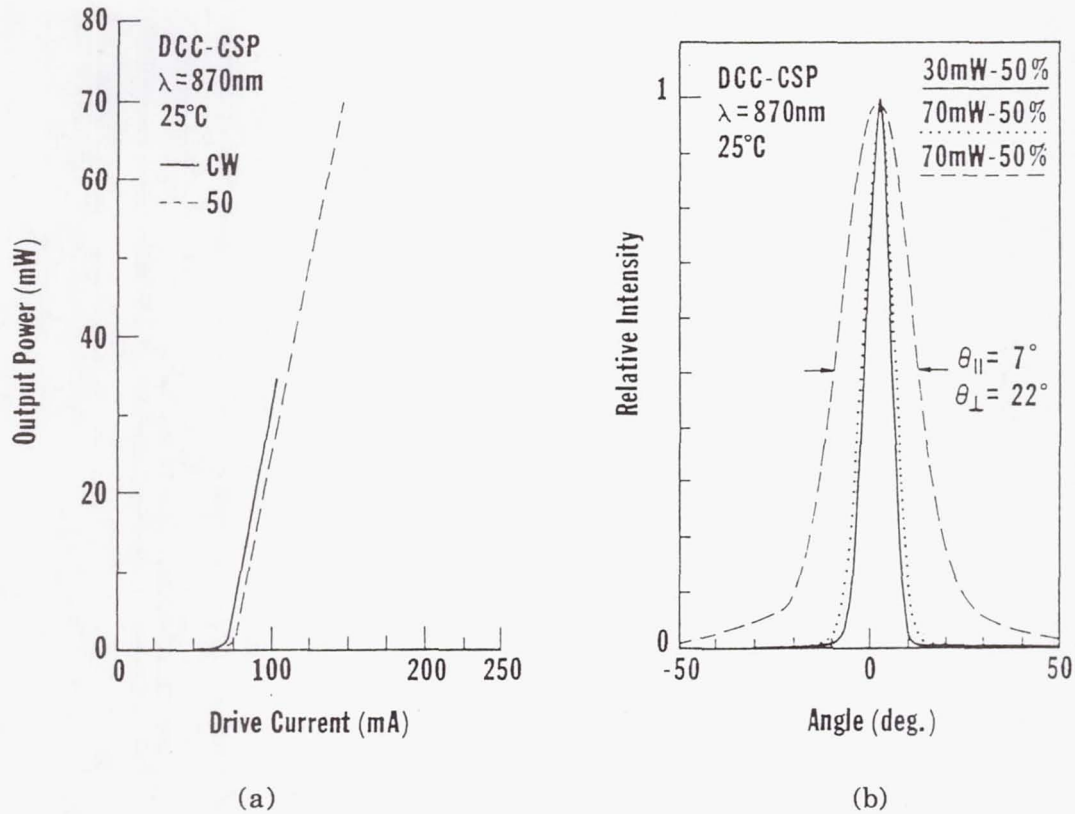 80
70
60
40
20
0
Output Power (mW)
DCC-CSP
λ=870nm
25°C
CW
50
0
100
200
250
Drive Current (mA)
(a)
1
0
Relative Intensity
DCC-CSP
λ=870nm
25°C
30mW-50%
70mW-50%
70mW-50%
θ||= 7°
θ⊥= 22°
-50
0
50
Angle (deg.)
(b)